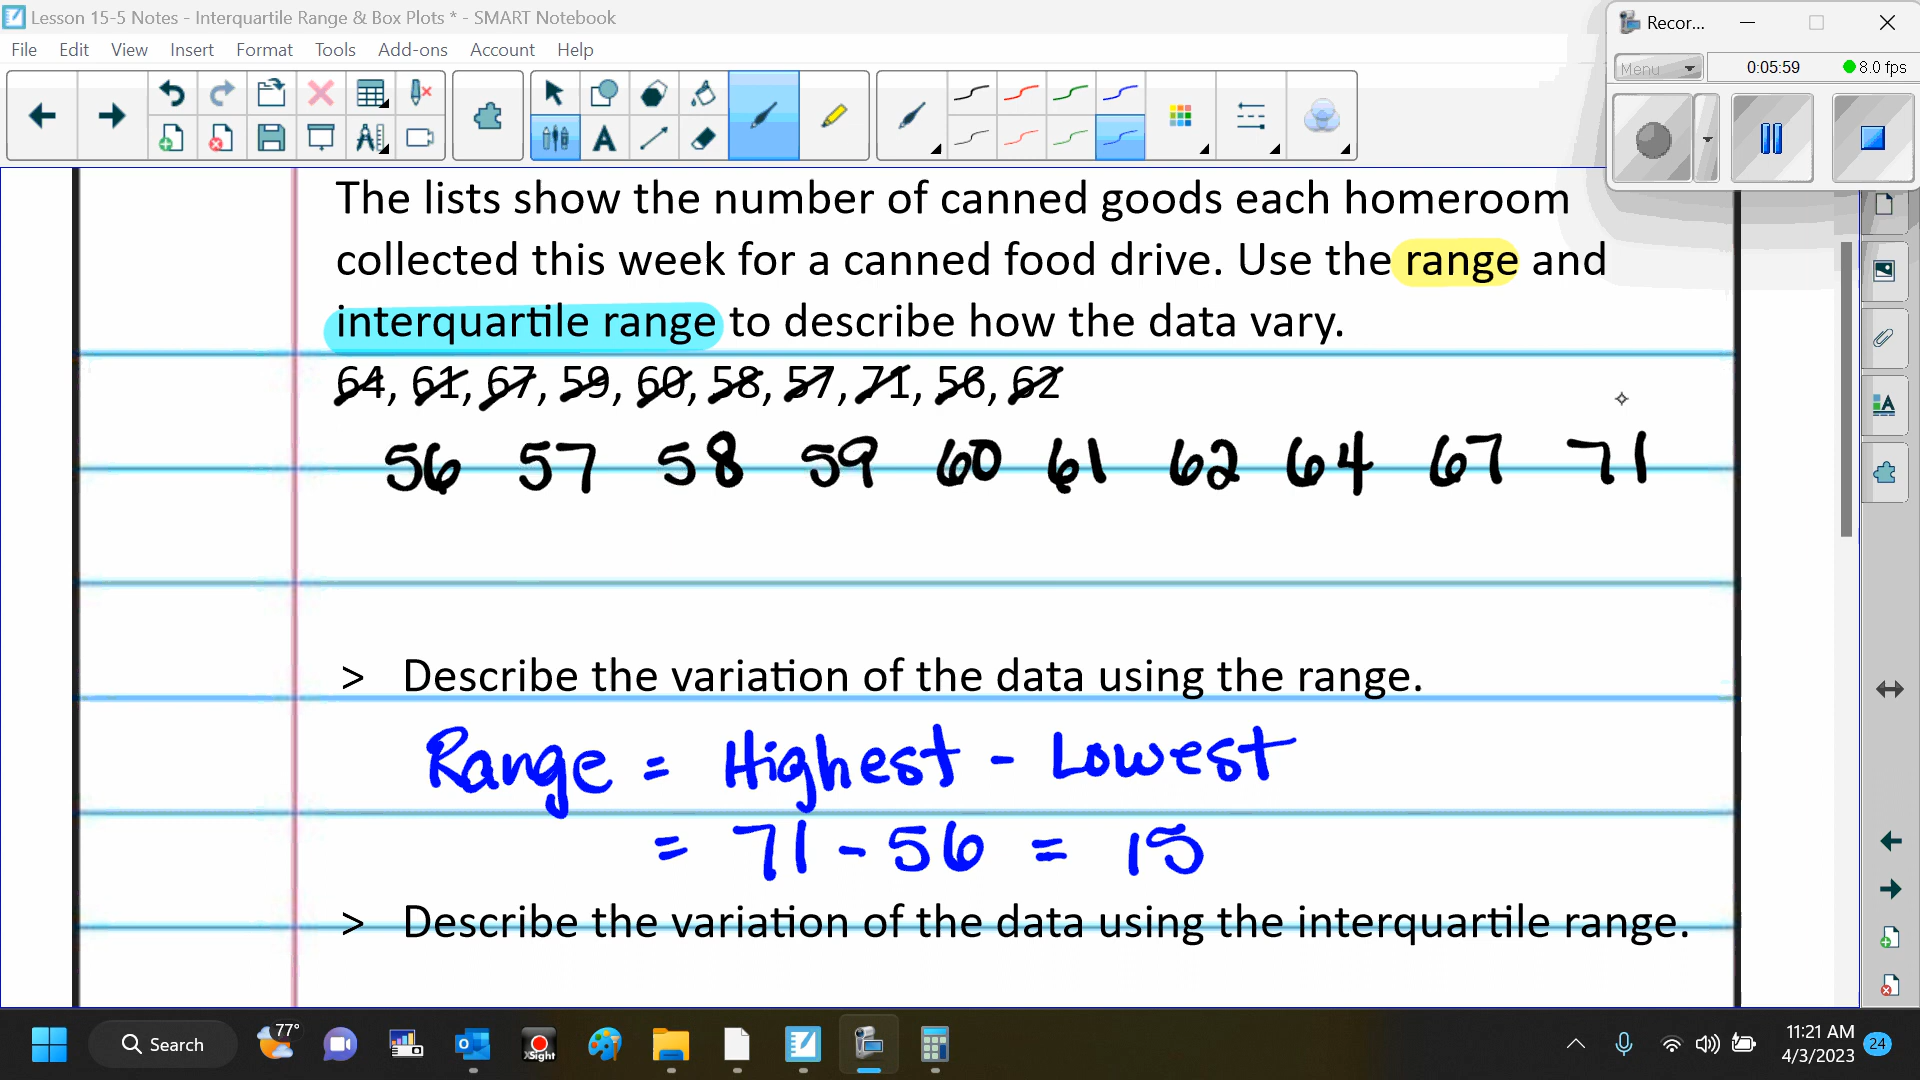 Lesson 15-5 Notes - Interquartile Range & Box Plots * - SMART Notebook
Recor...
File Edit View Insert Format Tools Add-ons Account Help
Menu 0:05:59 8.0 fps
The lists show the number of canned goods each homeroom
collected this week for a canned food drive. Use the range and
interquartile range to describe how the data vary.
64, 61, 67, 59, 60, 58, 57, 71, 56, 62
56 57 58 59 60 61 62 64 67 71
> Describe the variation of the data using the range.
Range = Highest - Lowest
= 71 - 56 = 15
> Describe the variation of the data using the interquartile range.
77°
Search
XSight
11:21 AM
4/3/2023
24